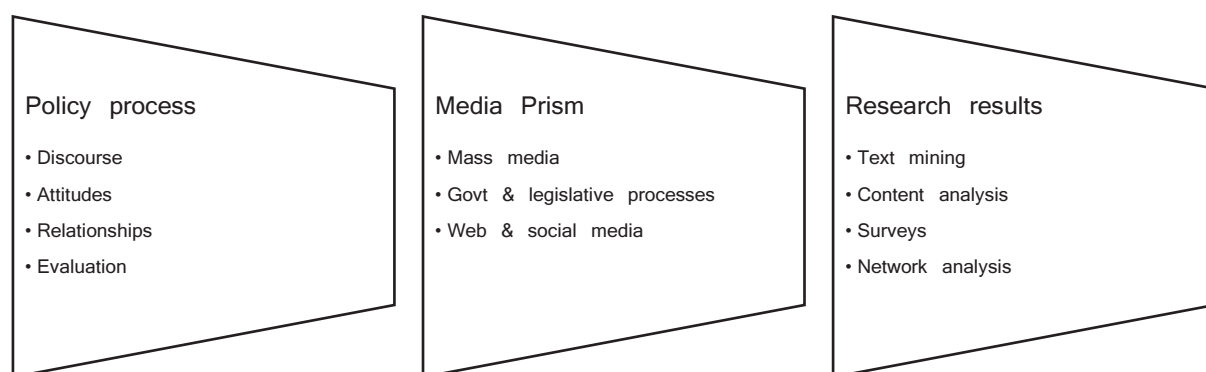 Policy process
• Discourse
• Attitudes
• Relationships
• Evaluation
Media Prism
• Mass media
• Govt & legislative processes
• Web & social media
Research results
• Text mining
• Content analysis
• Surveys
• Network analysis